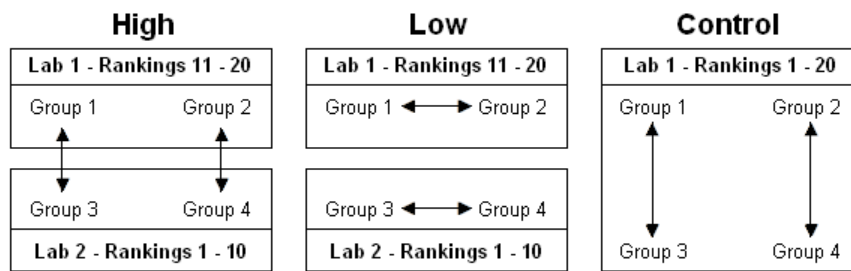 High Low Control
Lab 1 - Rankings 11 - 20 Lab 1 - Rankings 11 - 20 Lab 1 - Rankings 1 - 20
Group 1 Group 2 Group 1 Group 2 Group 1 Group 2
Group 3 Group 4 Group 3 Group 4
Lab 2 - Rankings 1 - 10 Lab 2 - Rankings 1 - 10 Group 3 Group 4